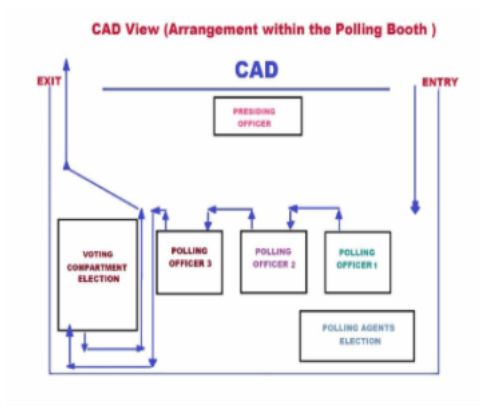 CAD View (Arrangement within the Polling Booth )
CAD
EXIT
ENTRY
PRESIDING
OFFICER
VOTING
COMPARTMENT
ELECTION
POLLING
OFFICER 3
POLLING
OFFICER 2
POLLING
OFFICER 1
POLLING AGENTS
ELECTION